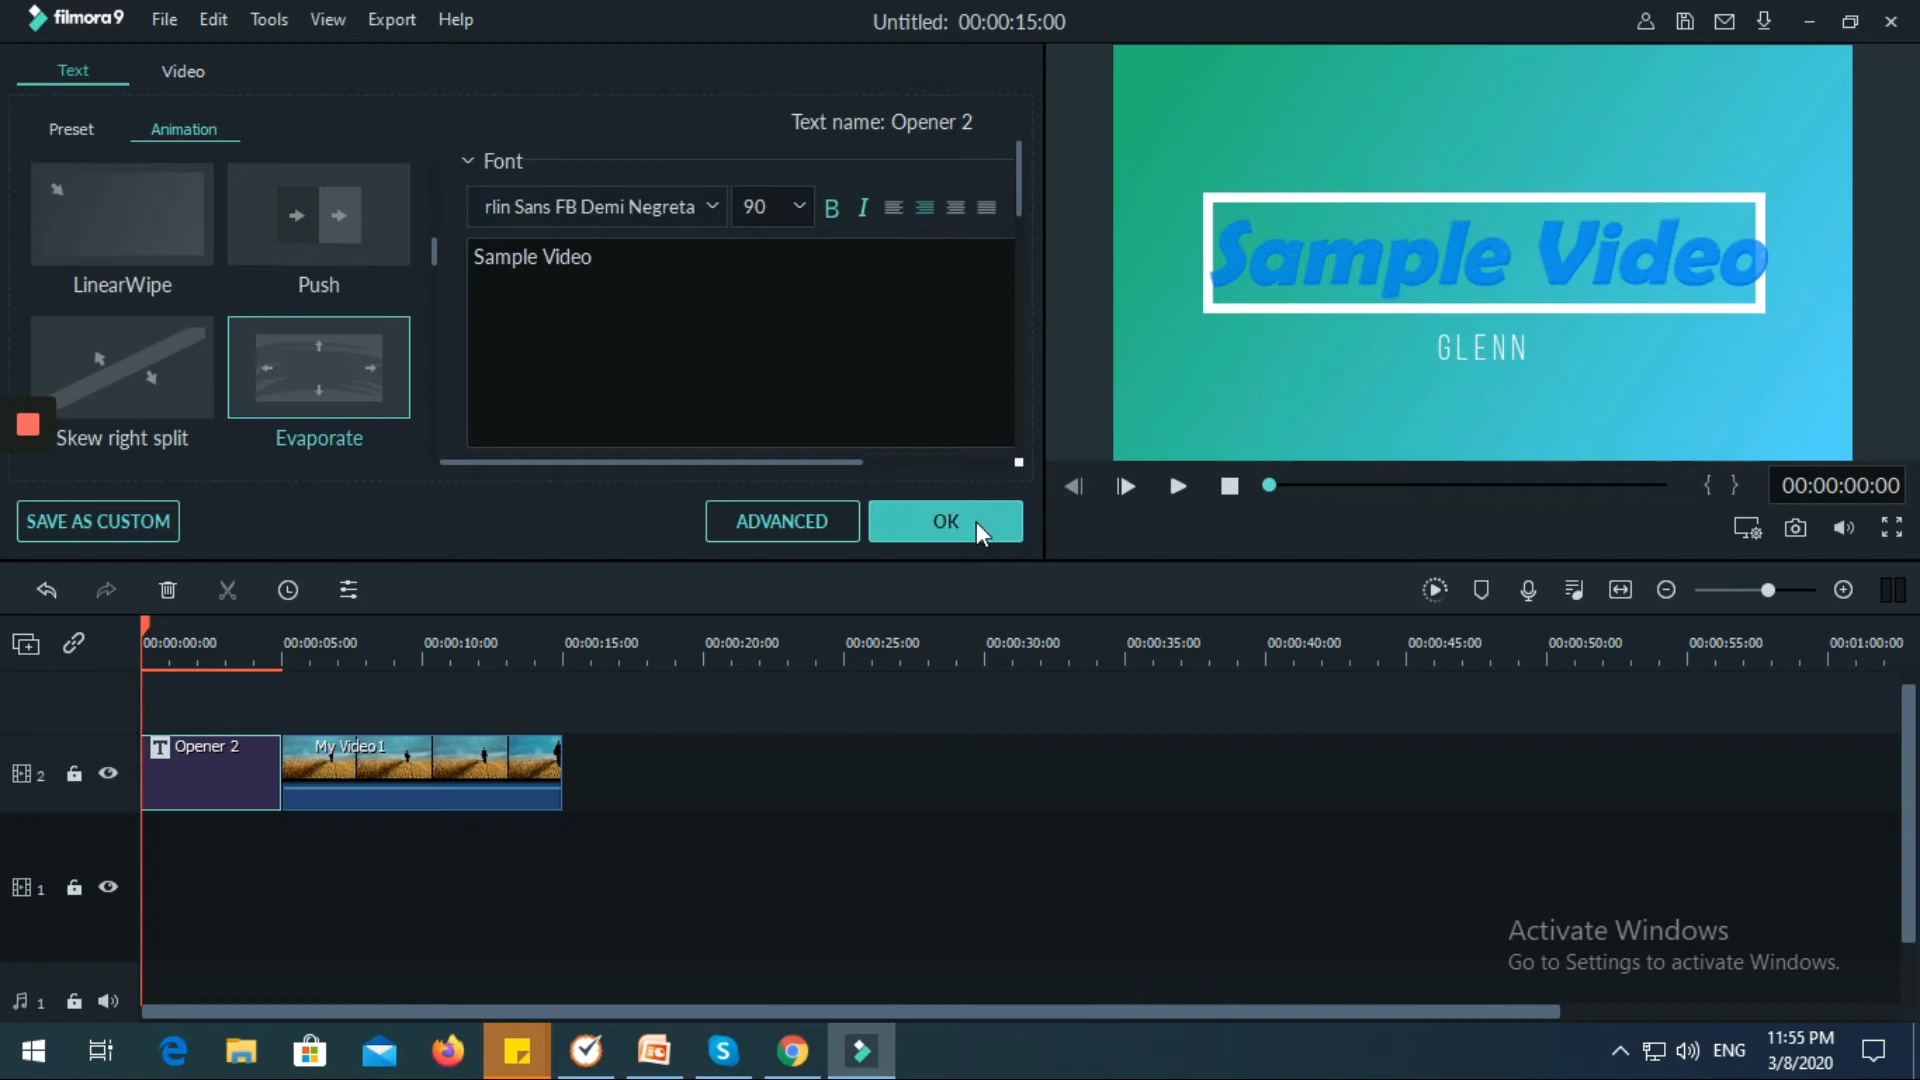 filmora9 File Edit Tools View Export Help Untitled: 00:00:15:00
Text Video
Preset Animation
Text name: Opener 2
Font
rlin Sans FB Demi Negreta 90 B I
Sample Video
LinearWipe Push
Skew right split Evaporate
SAVE AS CUSTOM ADVANCED OK
Sample Video
GLENN
{ } 00:00:00:00
00:00:00:00 00:00:05:00 00:00:10:00 00:00:15:00 00:00:20:00 00:00:25:00 00:00:30:00 00:00:35:00 00:00:40:00 00:00:45:00 00:00:50:00 00:00:55:00 00:01:00:00
T Opener 2 My Video1
2
1
1
Activate Windows
Go to Settings to activate Windows.
ENG 11:55 PM
3/8/2020